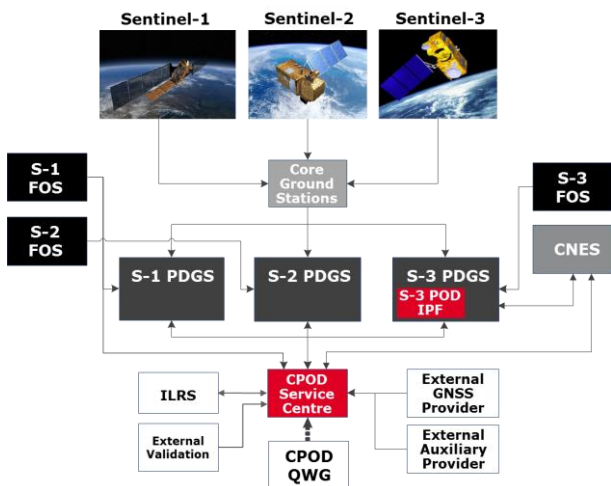 Sentinel-1
Sentinel-2
Sentinel-3
S-1
FOS
Core
Ground
Stations
S-3
FOS
S-2
FOS
CNES
S-1 PDGS
S-2 PDGS
S-3 PDGS
S-3 POD
IPF
ILRS
CPOD
Service
Centre
External
GNSS
Provider
External
Validation
CPOD
QWG
External
Auxiliary
Provider